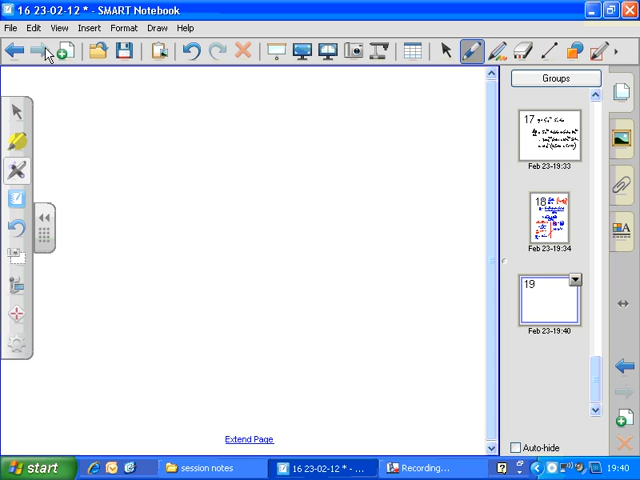 16 23-02-12 * - SMART Notebook
File Edit View Insert Format Draw Help
Groups
17
Feb 23-19:33
18
Feb 23-19:34
19
Feb 23-19:40
Extend Page
Auto-hide
start
session notes
16 23-02-12 * - ...
Recording...
19:40